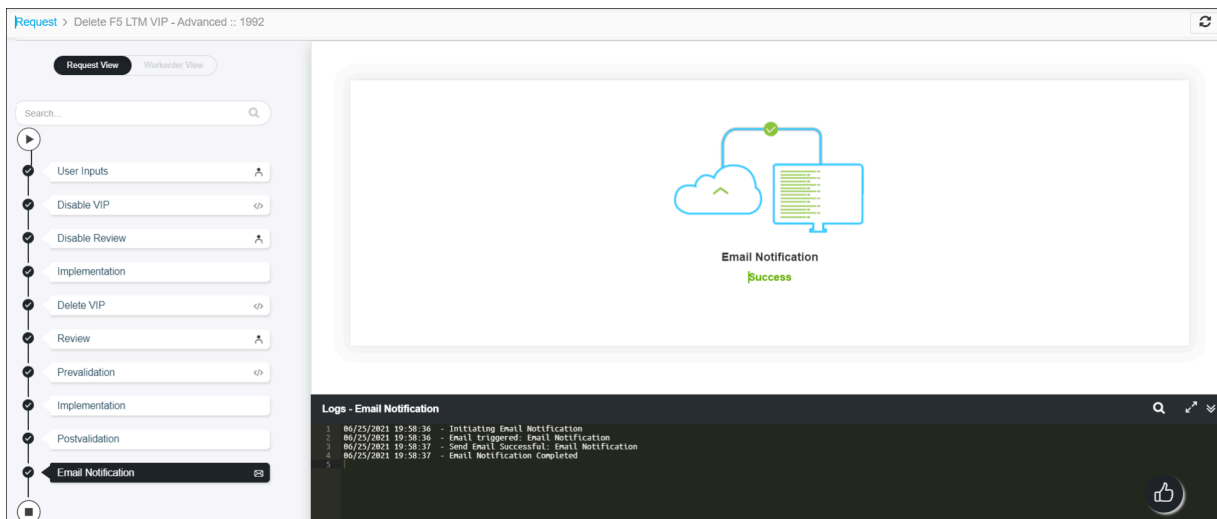 Request > Delete F5 LTM VIP - Advanced :: 1992
Request View
Workorder View
Search...
User Inputs
Disable VIP
Disable Review
Implementation
Delete VIP
Review
Prevalidation
Implementation
Postvalidation
Email Notification
Email Notification
Success
Logs - Email Notification
1 06/25/2021 19:58:36 - Initiating Email Notification
2 06/25/2021 19:58:36 - Email triggered: Email Notification
3 06/25/2021 19:58:37 - Send Email Successful: Email Notification
4 06/25/2021 19:58:37 - Email Notification Completed
5